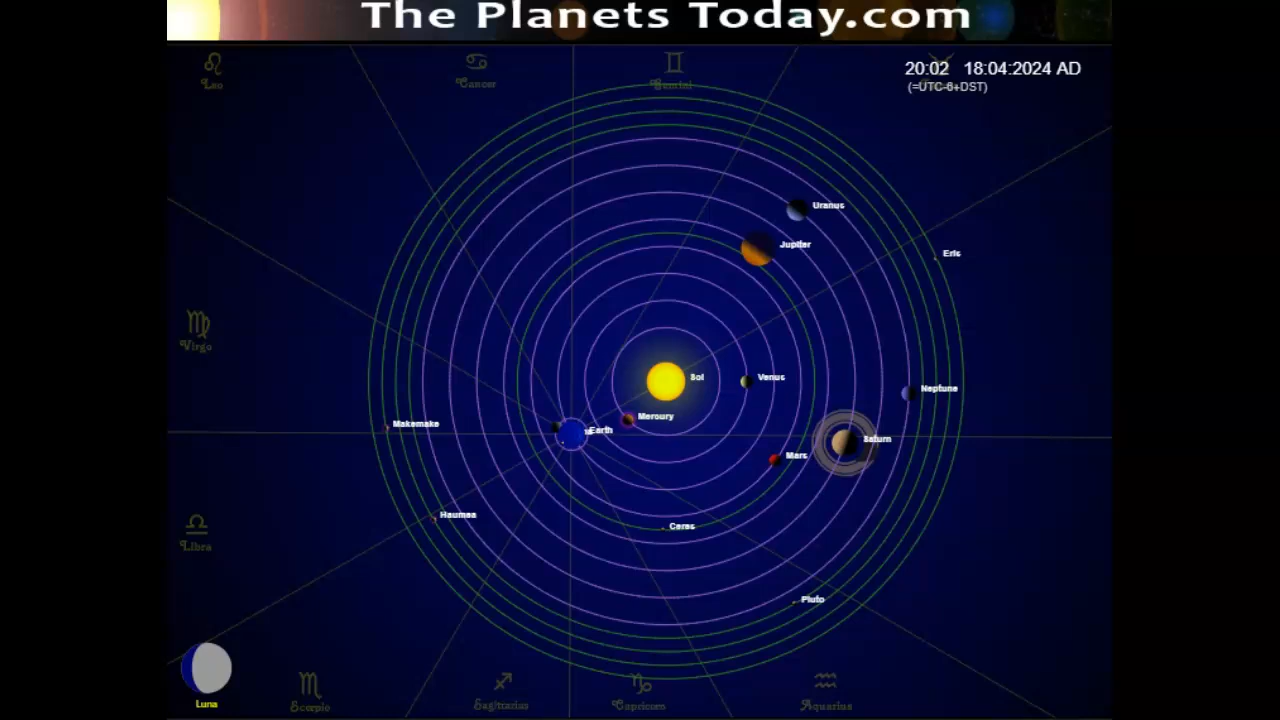 The Planets Today.com
20:02 18:04:2024 AD
(=UTC-6+DST)
Leo
Cancer
Gemini
Uranus
Jupiter
Eris
Virgo
Sol
Venus
Neptune
Mercury
Makemake
Earth
Saturn
Mars
Haumea
Ceres
Libra
Pluto
Luna
Scorpio
Sagittarius
Capricorn
Aquarius